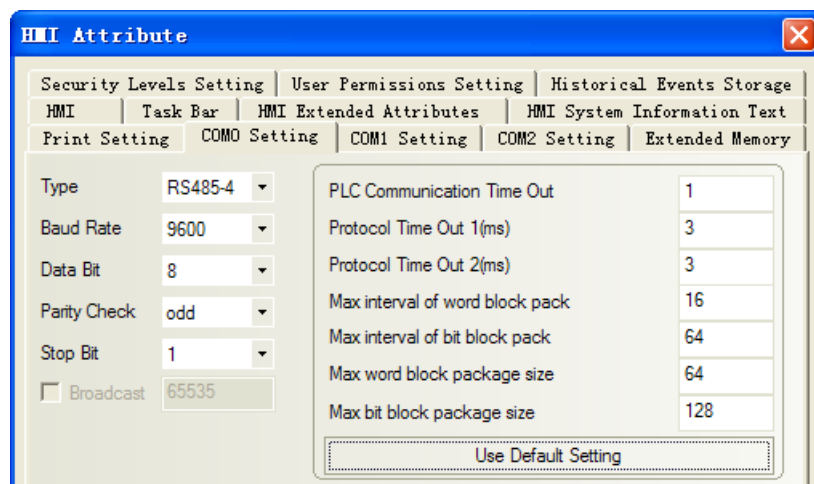 HMI Attribute
Security Levels Setting User Permissions Setting Historical Events Storage
HMI Task Bar HMI Extended Attributes HMI System Information Text
Print Setting COM0 Setting COM1 Setting COM2 Setting Extended Memory
Type RS485-4
Baud Rate 9600
Data Bit 8
Parity Check odd
Stop Bit 1
Broadcast 65535
PLC Communication Time Out 1
Protocol Time Out 1(ms) 3
Protocol Time Out 2(ms) 3
Max interval of word block pack 16
Max interval of bit block pack 64
Max word block package size 64
Max bit block package size 128
Use Default Setting